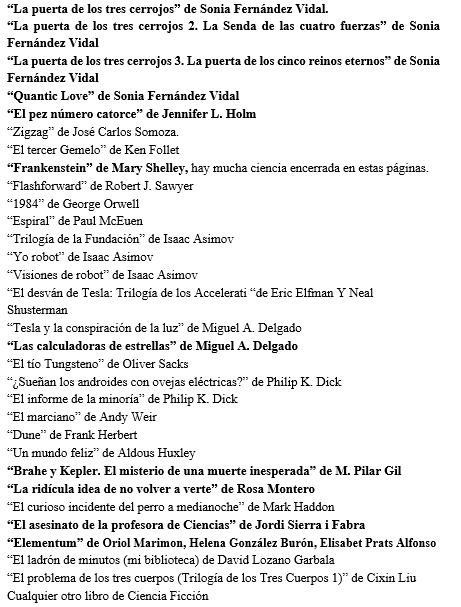 “La puerta de los tres cerrojos” de Sonia Fernández Vidal.
“La puerta de los tres cerrojos 2. La Senda de las cuatro fuerzas” de Sonia
Fernández Vidal
“La puerta de los tres cerrojos 3. La puerta de los cinco reinos eternos” de Sonia
Fernández Vidal
“Quantic Love” de Sonia Fernández Vidal
“El pez número catorce” de Jennifer L. Holm
“Zigzag” de José Carlos Somoza.
“El tercer Gemelo” de Ken Follet
“Frankenstein” de Mary Shelley, hay mucha ciencia encerrada en estas páginas.
“Flashforward” de Robert J. Sawyer
“1984” de George Orwell
“Espiral” de Paul McEuen
“Trilogía de la Fundación” de Isaac Asimov
“Yo robot” de Isaac Asimov
“Visiones de robot” de Isaac Asimov
“El desván de Tesla: Trilogía de los Accelerati “de Eric Elfman Y Neal
Shusterman
“Tesla y la conspiración de la luz” de Miguel A. Delgado
“Las calculadoras de estrellas” de Miguel A. Delgado
“El tío Tungsteno” de Oliver Sacks
“¿Sueñan los androides con ovejas eléctricas?” de Philip K. Dick
“El informe de la minoría” de Philip K. Dick
“El marciano” de Andy Weir
“Dune” de Frank Herbert
“Un mundo feliz” de Aldous Huxley
“Brahe y Kepler. El misterio de una muerte inesperada” de M. Pilar Gil
“La ridícula idea de no volver a verte” de Rosa Montero
“El curioso incidente del perro a medianoche” de Mark Haddon
“El asesinato de la profesora de Ciencias” de Jordi Sierra i Fabra
“Elementum” de Oriol Marimon, Helena González Burón, Elisabet Prats Alfonso
“El ladrón de minutos (mi biblioteca) de David Lozano Garbala
“El problema de los tres cuerpos (Trilogía de los Tres Cuerpos 1)” de Cixin Liu
Cualquier otro libro de Ciencia Ficción